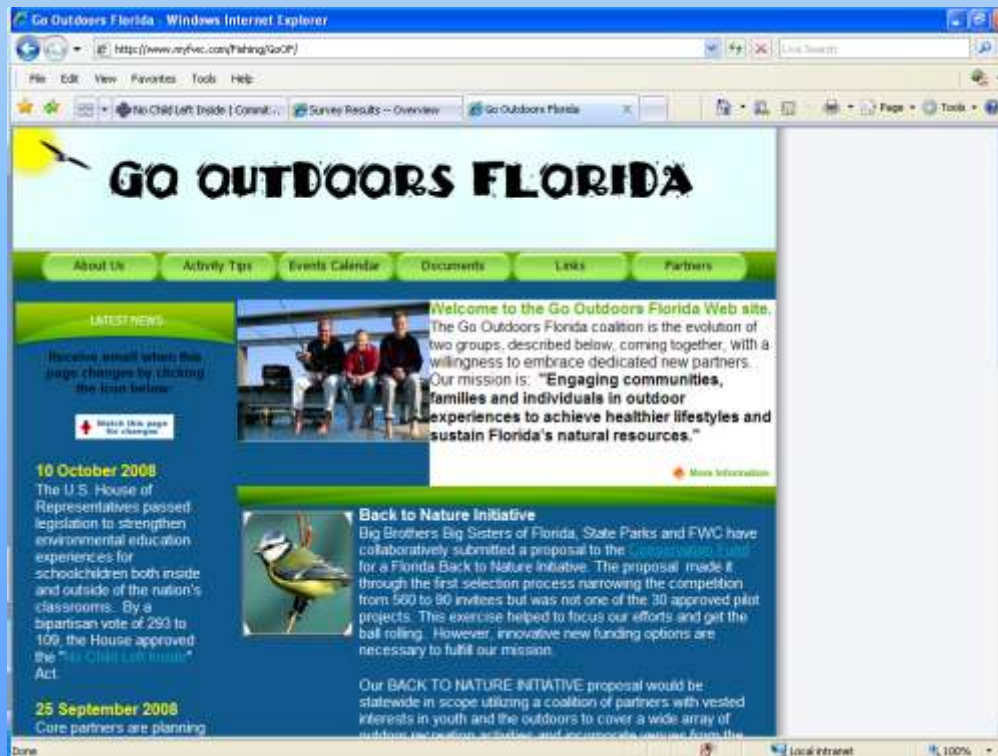 Go Outdoors Florida - Windows Internet Explorer
http://www.myfwc.com/Fishing/GoOF/
Live Search
File Edit View Favorites Tools Help
No Child Left Inside | Commit... Survey Results -- Overview Go Outdoors Florida Page Tools
GO OUTDOORS FLORIDA
About Us Activity Tips Events Calendar Documents Links Partners
LATEST NEWS
Receive email when this
page changes by clicking
the icon below:
Watch this page
for changes
10 October 2008
The U.S. House of
Representatives passed
legislation to strengthen
environmental education
experiences for
schoolchildren both inside
and outside of the nation's
classrooms. By a
bipartisan vote of 293 to
109, the House approved
the "No Child Left Inside"
Act.
25 September 2008
Core partners are planning
Welcome to the Go Outdoors Florida Web site.
The Go Outdoors Florida coalition is the evolution of
two groups, described below, coming together, with a
willingness to embrace dedicated new partners.
Our mission is: "Engaging communities,
families and individuals in outdoor
experiences to achieve healthier lifestyles and
sustain Florida's natural resources."
More Information
Back to Nature Initiative
Big Brothers Big Sisters of Florida, State Parks and FWC have
collaboratively submitted a proposal to the Conservation Fund
for a Florida Back to Nature Initiative. The proposal made it
through the first selection process narrowing the competition
from 560 to 90 invitees but was not one of the 30 approved pilot
projects. This exercise helped to focus our efforts and get the
ball rolling. However, innovative new funding options are
necessary to fulfill our mission.
Our BACK TO NATURE INITIATIVE proposal would be
statewide in scope utilizing a coalition of partners with vested
interests in youth and the outdoors to cover a wide array of
outdoor recreation activities and incorporate venues from the
Done Local intranet 100%